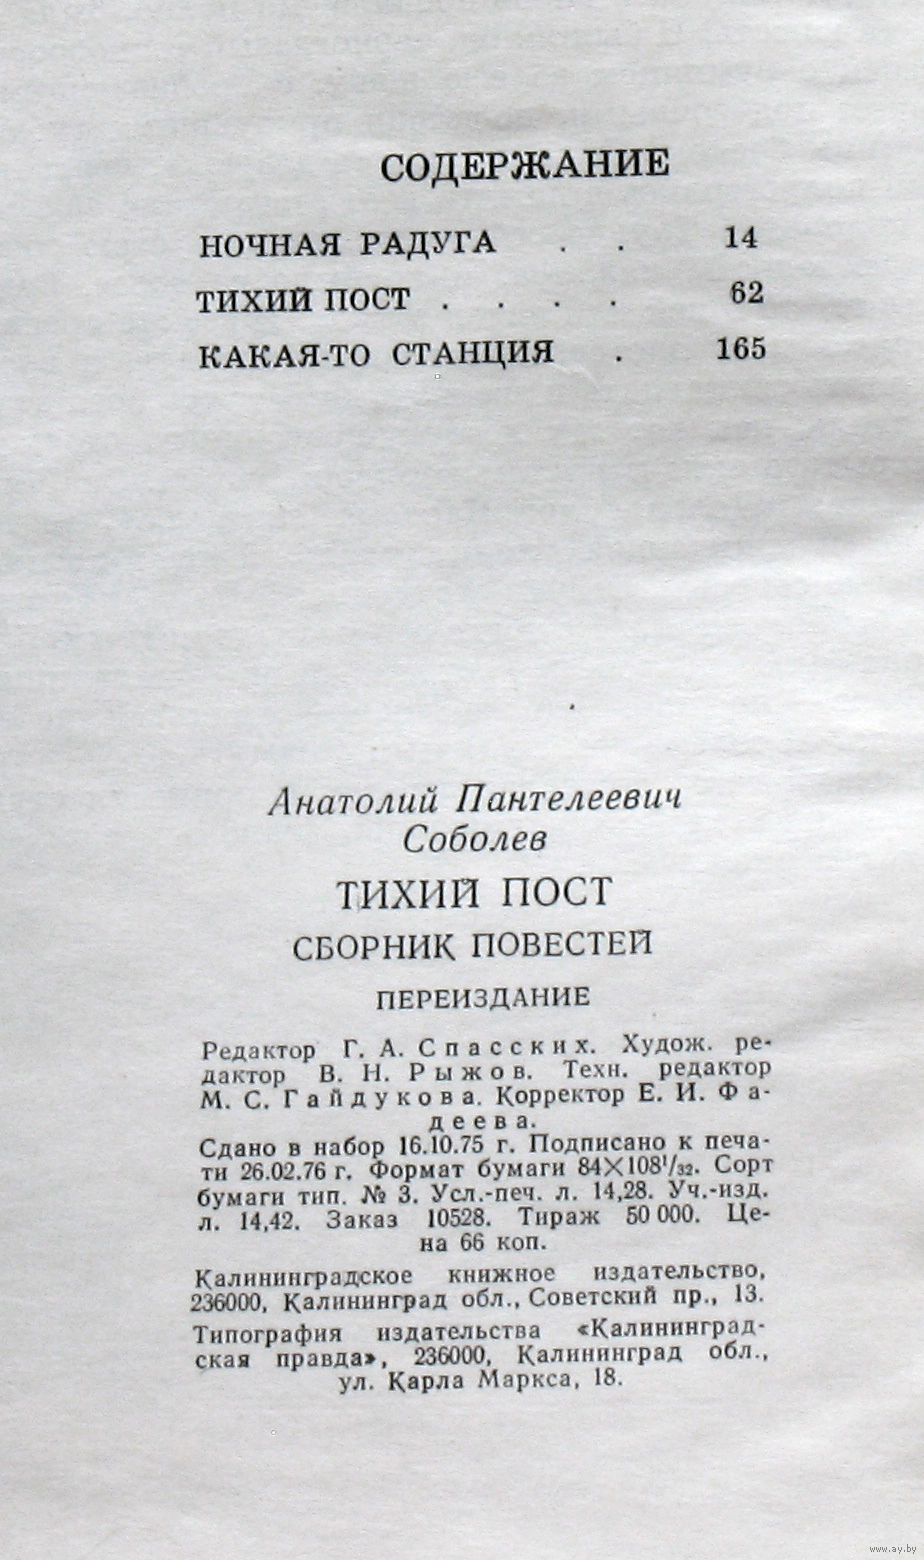 СОДЕРЖАНИЕ
НОЧНАЯ РАДУГА . . 14
ТИХИЙ ПОСТ . . . . 62
КАКАЯ-ТО СТАНЦИЯ . 165
Анатолий Пантелеевич
Соболев
ТИХИЙ ПОСТ
СБОРНИК ПОВЕСТЕЙ
ПЕРЕИЗДАНИЕ
Редактор Г. А. Спасских. Худож. ре-
дактор В. Н. Рыжов. Техн. редактор
М. С. Гайдукова. Корректор Е. И. Фа-
деева.
Сдано в набор 16.10.75 г. Подписано к печа-
ти 26.02.76 г. Формат бумаги 84×108¹/₃₂. Сорт
бумаги тип. № 3. Усл.-печ. л. 14,28. Уч.-изд.
л. 14,42. Заказ 10528. Тираж 50 000. Це-
на 66 коп.
Калининградское книжное издательство,
236000, Калининград обл., Советский пр., 13.
Типография издательства «Калининград-
ская правда», 236000, Калининград обл.,
ул. Карла Маркса, 18.
www.ay.by